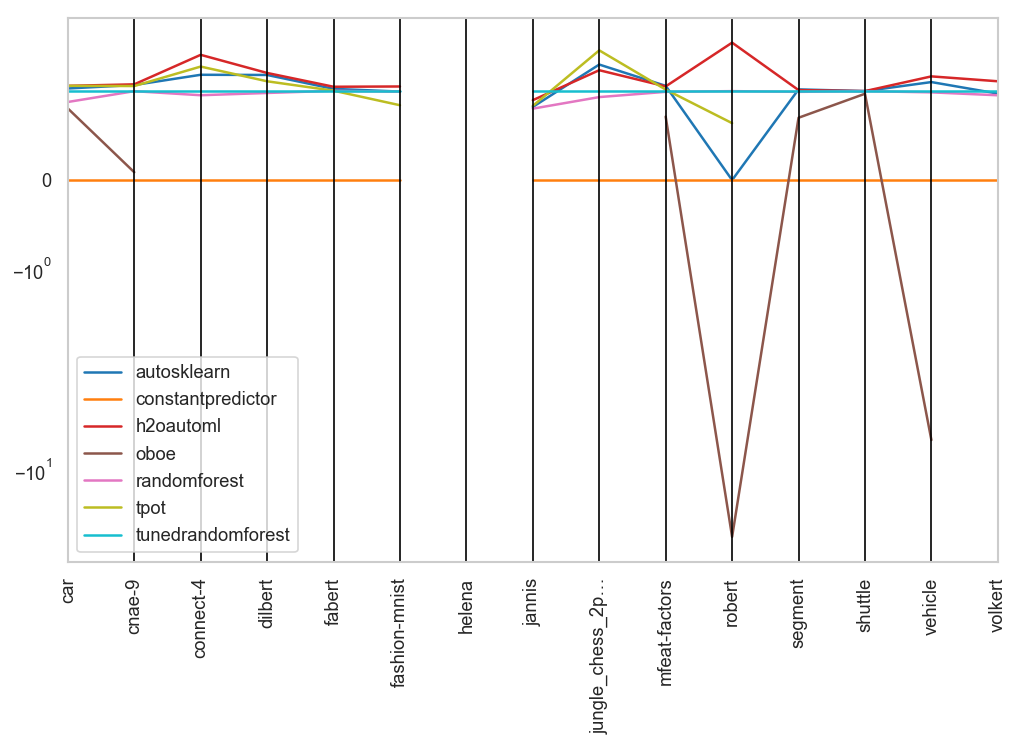 0
−10^0
−10^1
autosklearn
constantpredictor
h2oautoml
oboe
randomforest
tpot
tunedrandomforest
car
cnae-9
connect-4
dilbert
fabert
fashion-mnist
helena
jannis
jungle_chess_2p…
mfeat-factors
robert
segment
shuttle
vehicle
volkert